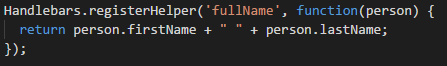 Handlebars.registerHelper('fullName', function(person) {
  return person.firstName + " " + person.lastName;
});